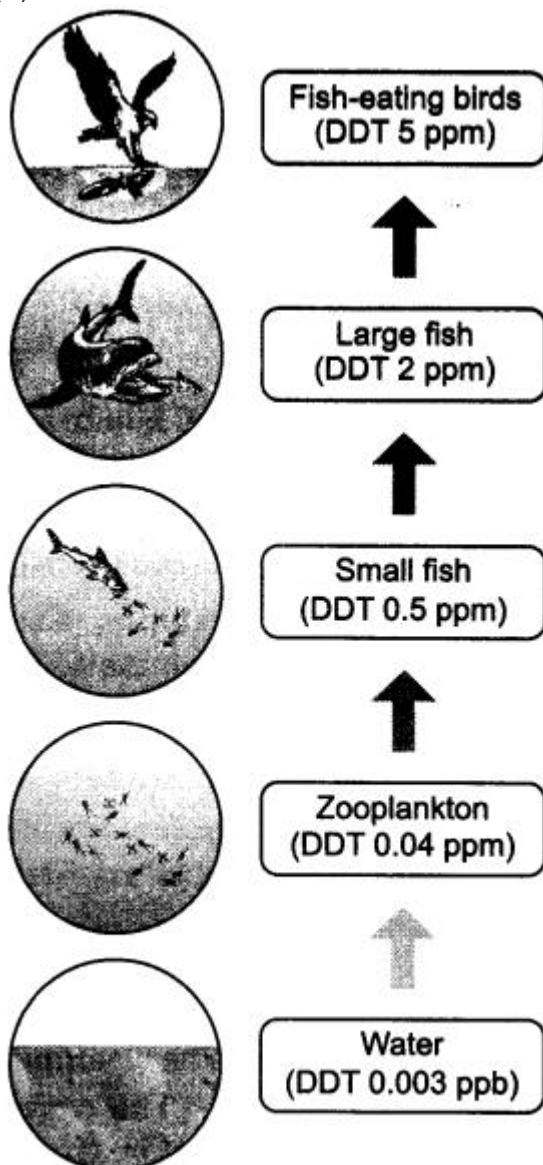 Fish-eating birds
(DDT 5 ppm)
Large fish
(DDT 2 ppm)
Small fish
(DDT 0.5 ppm)
Zooplankton
(DDT 0.04 ppm)
Water
(DDT 0.003 ppb)